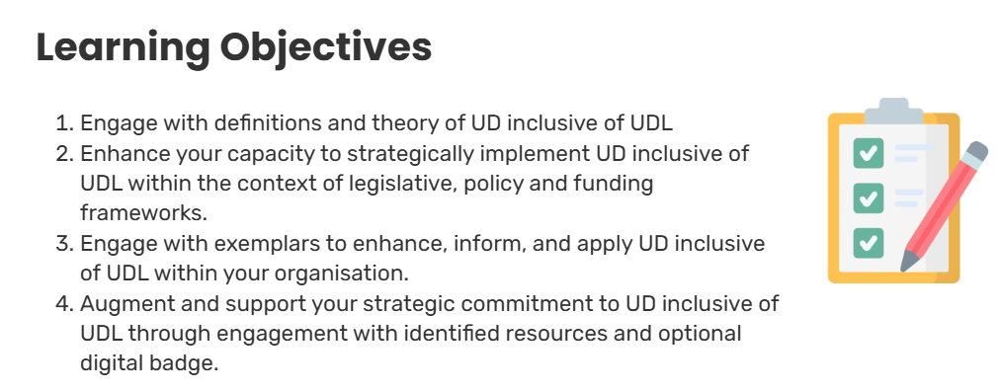 Learning Objectives
1. Engage with definitions and theory of UD inclusive of UDL
2. Enhance your capacity to strategically implement UD inclusive of
UDL within the context of legislative, policy and funding
frameworks.
3. Engage with exemplars to enhance, inform, and apply UD inclusive
of UDL within your organisation.
4. Augment and support your strategic commitment to UD inclusive of
UDL through engagement with identified resources and optional
digital badge.